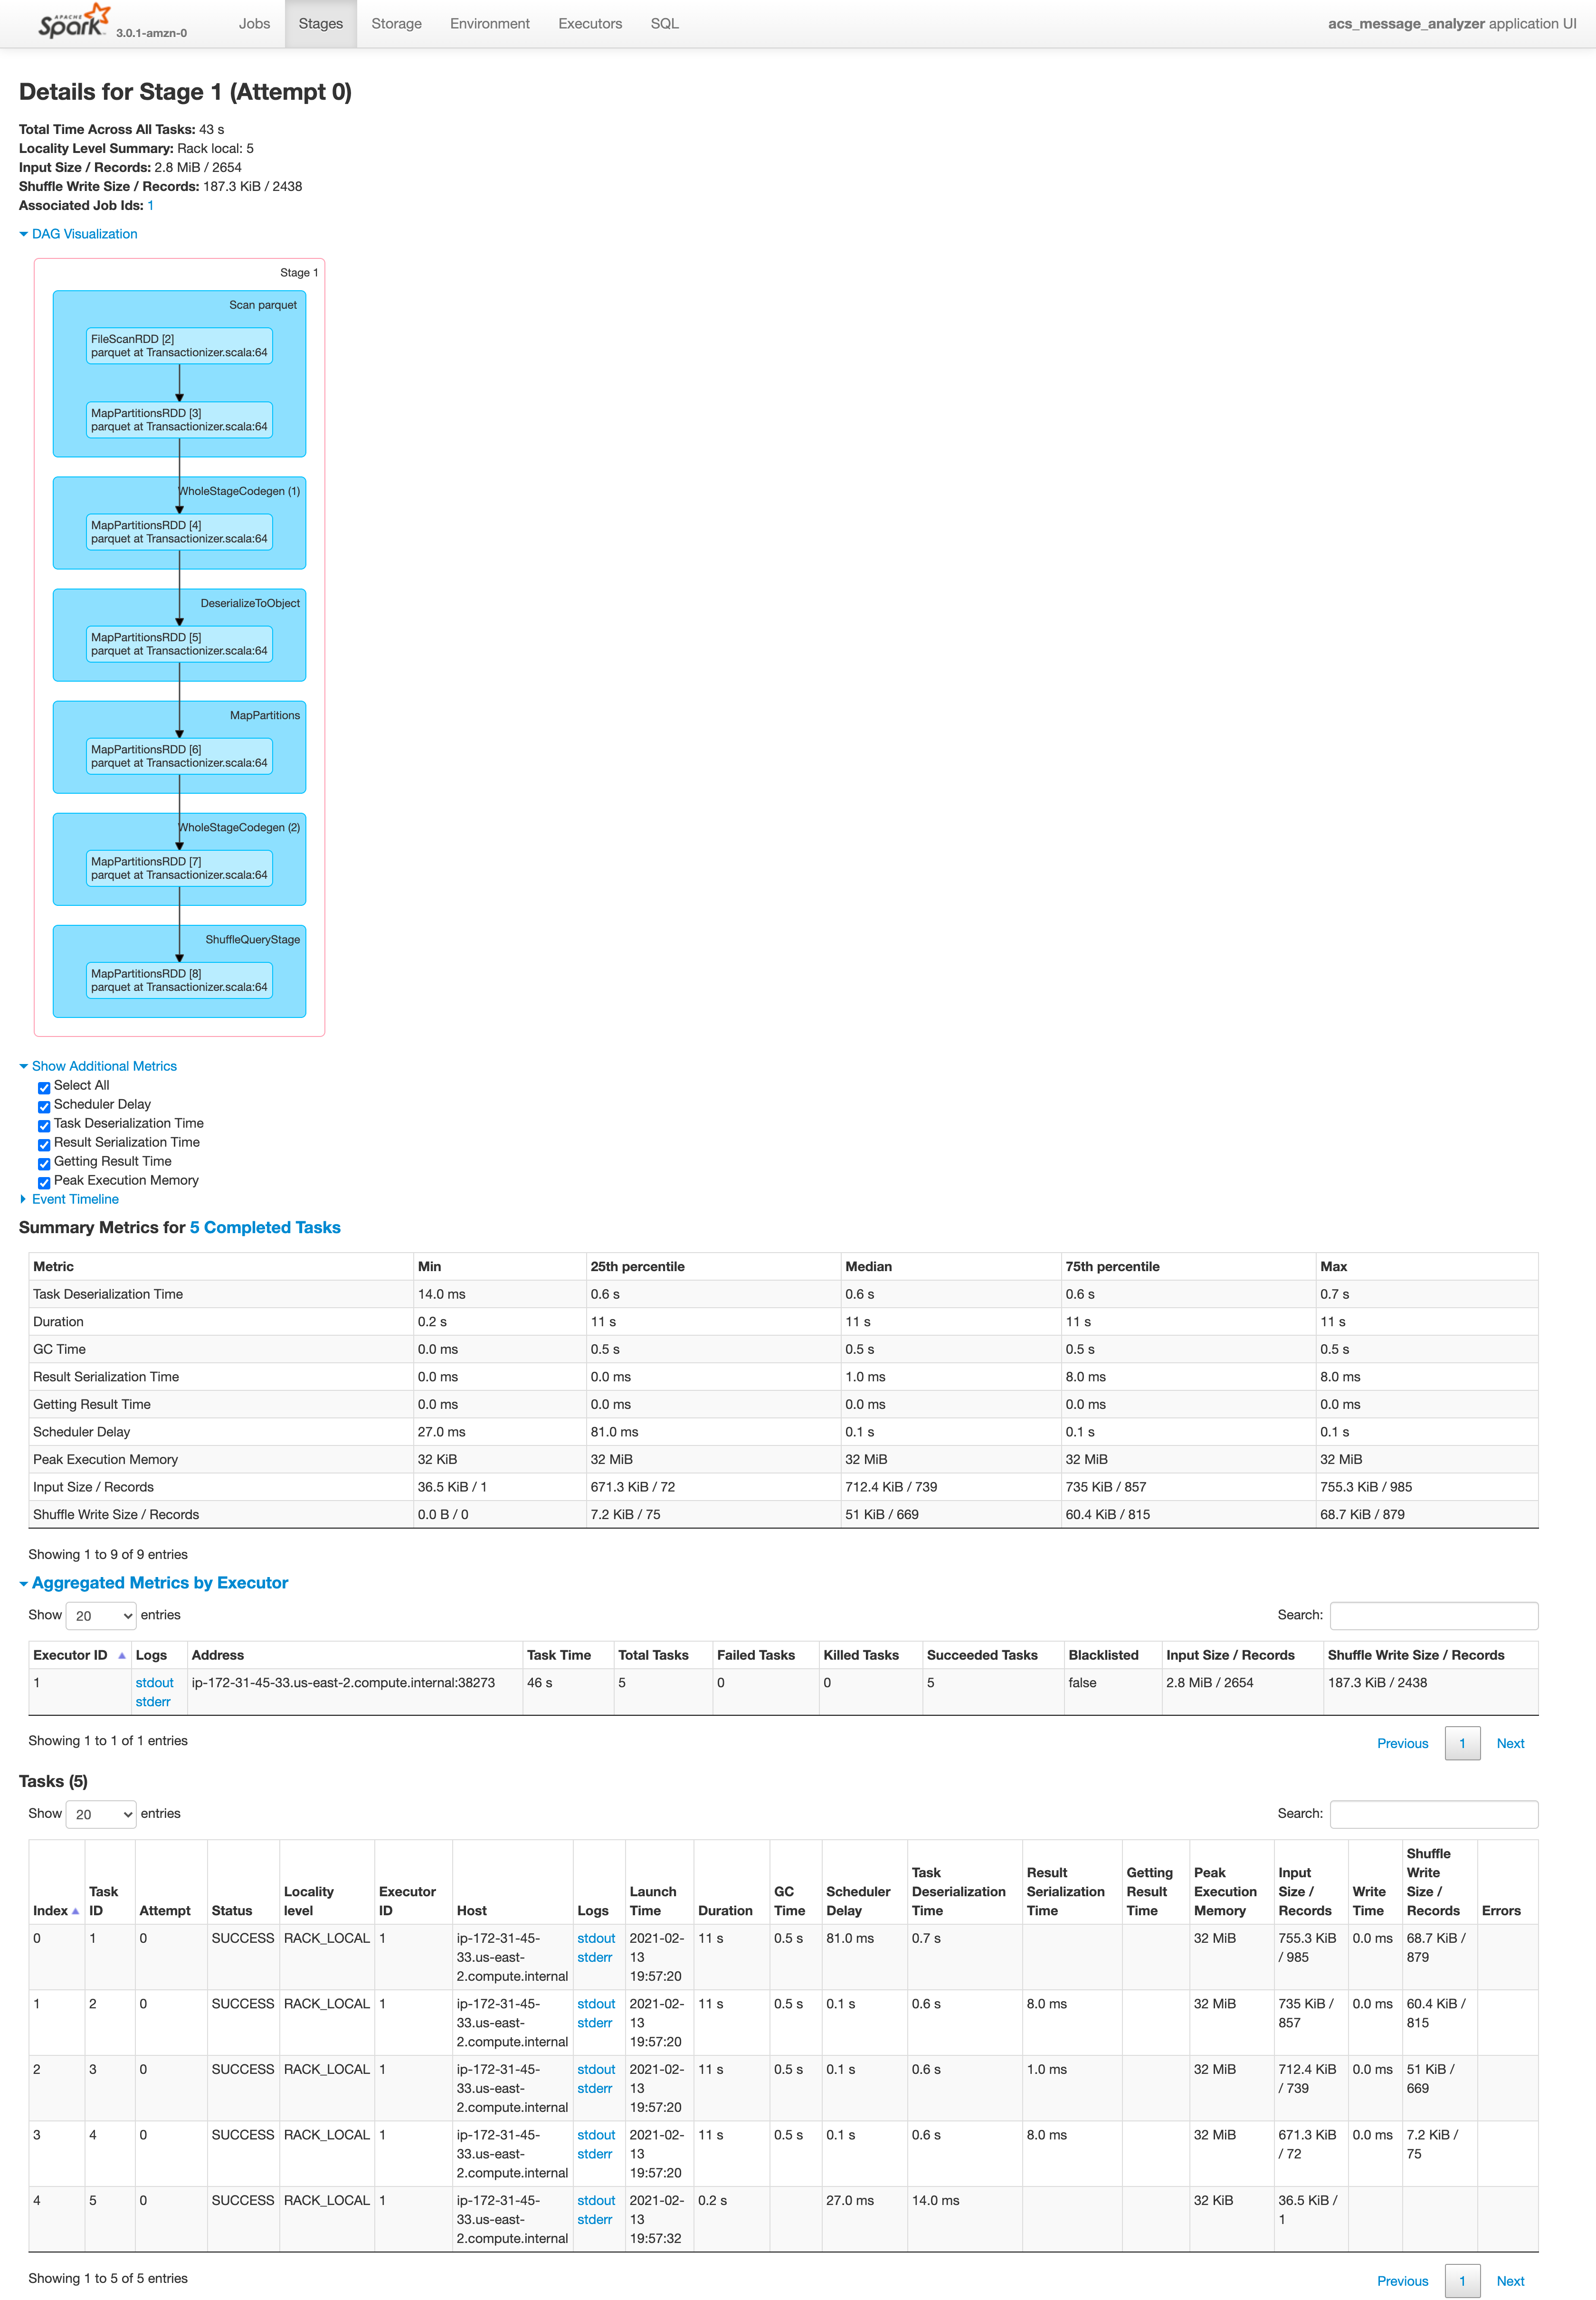 APACHE
Spark 3.0.1-amzn-0 Jobs Stages Storage Environment Executors SQL acs_message_analyzer application UI
Details for Stage 1 (Attempt 0)
Total Time Across All Tasks: 43 s
Locality Level Summary: Rack local: 5
Input Size / Records: 2.8 MiB / 2654
Shuffle Write Size / Records: 187.3 KiB / 2438
Associated Job Ids: 1
DAG Visualization
Stage 1
Scan parquet
FileScanRDD [2]
parquet at Transactionizer.scala:64
MapPartitionsRDD [3]
parquet at Transactionizer.scala:64
WholeStageCodegen (1)
MapPartitionsRDD [4]
parquet at Transactionizer.scala:64
DeserializeToObject
MapPartitionsRDD [5]
parquet at Transactionizer.scala:64
MapPartitions
MapPartitionsRDD [6]
parquet at Transactionizer.scala:64
WholeStageCodegen (2)
MapPartitionsRDD [7]
parquet at Transactionizer.scala:64
ShuffleQueryStage
MapPartitionsRDD [8]
parquet at Transactionizer.scala:64
Show Additional Metrics
Select All
Scheduler Delay
Task Deserialization Time
Result Serialization Time
Getting Result Time
Peak Execution Memory
Event Timeline
Summary Metrics for 5 Completed Tasks
Metric Min 25th percentile Median 75th percentile Max
Task Deserialization Time 14.0 ms 0.6 s 0.6 s 0.6 s 0.7 s
Duration 0.2 s 11 s 11 s 11 s 11 s
GC Time 0.0 ms 0.5 s 0.5 s 0.5 s 0.5 s
Result Serialization Time 0.0 ms 0.0 ms 1.0 ms 8.0 ms 8.0 ms
Getting Result Time 0.0 ms 0.0 ms 0.0 ms 0.0 ms 0.0 ms
Scheduler Delay 27.0 ms 81.0 ms 0.1 s 0.1 s 0.1 s
Peak Execution Memory 32 KiB 32 MiB 32 MiB 32 MiB 32 MiB
Input Size / Records 36.5 KiB / 1 671.3 KiB / 72 712.4 KiB / 739 735 KiB / 857 755.3 KiB / 985
Shuffle Write Size / Records 0.0 B / 0 7.2 KiB / 75 51 KiB / 669 60.4 KiB / 815 68.7 KiB / 879
Showing 1 to 9 of 9 entries
Aggregated Metrics by Executor
Show 20 entries Search:
Executor ID Logs Address Task Time Total Tasks Failed Tasks Killed Tasks Succeeded Tasks Blacklisted Input Size / Records Shuffle Write Size / Records
1 stdout ip-172-31-45-33.us-east-2.compute.internal:38273 46 s 5 0 0 5 false 2.8 MiB / 2654 187.3 KiB / 2438
stderr
Showing 1 to 1 of 1 entries
Previous 1 Next
Tasks (5)
Show 20 entries Search:
Shuffle
Task Result Getting Peak Input Write
Task Locality Executor Launch GC Scheduler Deserialization Serialization Result Execution Size / Write Size /
Index ID Attempt Status level ID Host Logs Time Duration Time Delay Time Time Time Memory Records Time Records Errors
0 1 0 SUCCESS RACK_LOCAL 1 ip-172-31-45- stdout 2021-02- 11 s 0.5 s 81.0 ms 0.7 s 32 MiB 755.3 KiB 0.0 ms 68.7 KiB /
33.us-east- stderr 13 / 985 879
2.compute.internal 19:57:20
1 2 0 SUCCESS RACK_LOCAL 1 ip-172-31-45- stdout 2021-02- 11 s 0.5 s 0.1 s 0.6 s 8.0 ms 32 MiB 735 KiB / 0.0 ms 60.4 KiB /
33.us-east- stderr 13 857 815
2.compute.internal 19:57:20
2 3 0 SUCCESS RACK_LOCAL 1 ip-172-31-45- stdout 2021-02- 11 s 0.5 s 0.1 s 0.6 s 1.0 ms 32 MiB 712.4 KiB 0.0 ms 51 KiB /
33.us-east- stderr 13 / 739 669
2.compute.internal 19:57:20
3 4 0 SUCCESS RACK_LOCAL 1 ip-172-31-45- stdout 2021-02- 11 s 0.5 s 0.1 s 0.6 s 8.0 ms 32 MiB 671.3 KiB 0.0 ms 7.2 KiB /
33.us-east- stderr 13 / 72 75
2.compute.internal 19:57:20
4 5 0 SUCCESS RACK_LOCAL 1 ip-172-31-45- stdout 2021-02- 0.2 s 27.0 ms 14.0 ms 32 KiB 36.5 KiB /
33.us-east- stderr 13 1
2.compute.internal 19:57:32
Showing 1 to 5 of 5 entries
Previous 1 Next